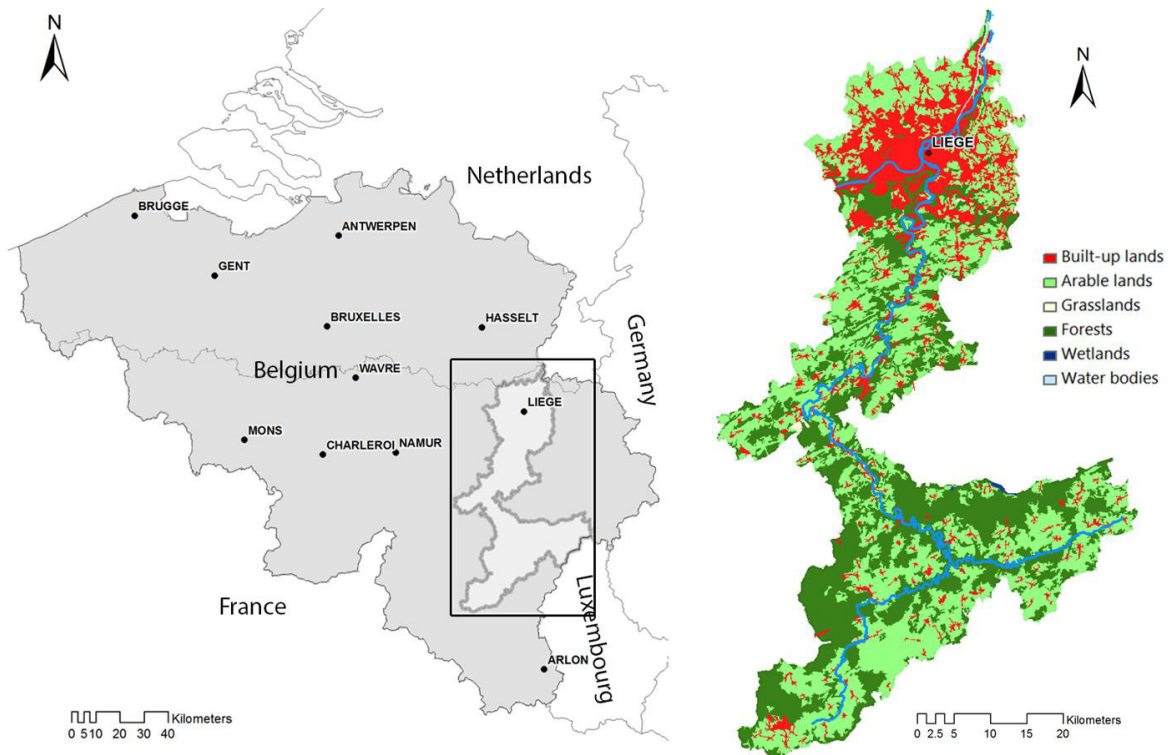 N
Netherlands
BRUGGE
ANTWERPEN
GENT
BRUXELLES
HASSELT
Germany
Belgium
WAVRE
LIEGE
MONS
CHARLEROI
NAMUR
France
Luxembourg
ARLON
Kilometers
0 5 10 20 30 40
N
LIEGE
Built-up lands
Arable lands
Grasslands
Forests
Wetlands
Water bodies
Kilometers
0 2.5 5 10 15 20